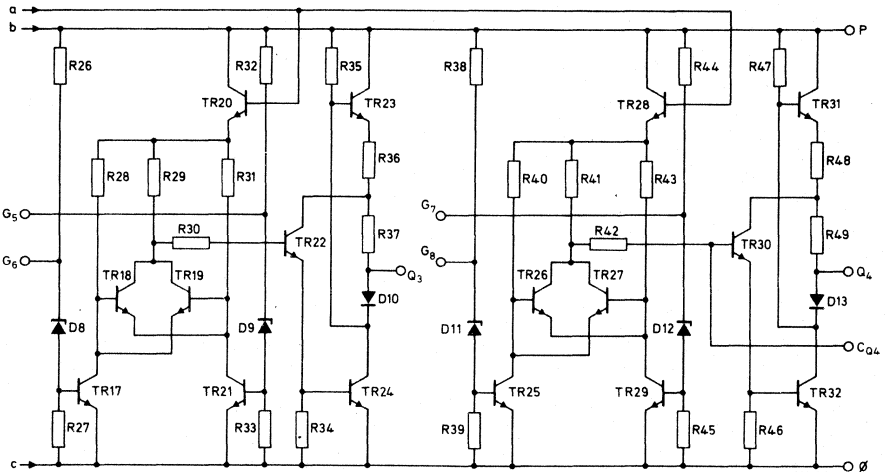 a
b P
R26 R32 R35 R38 R44 R47
TR20 TR23 TR28 TR31
R28 R29 R31 R36 R40 R41 R43 R48
G5 R30 R37 G7 R42 R49
TR22 TR30
G6 TR18 TR19 Q3 G8 TR26 TR27 Q4
D10 D13
D8 D9 D11 D12
CQ4
TR17 TR21 TR24 TR25 TR29 TR32
R27 R33 R34 R39 R45 R46
c Ø